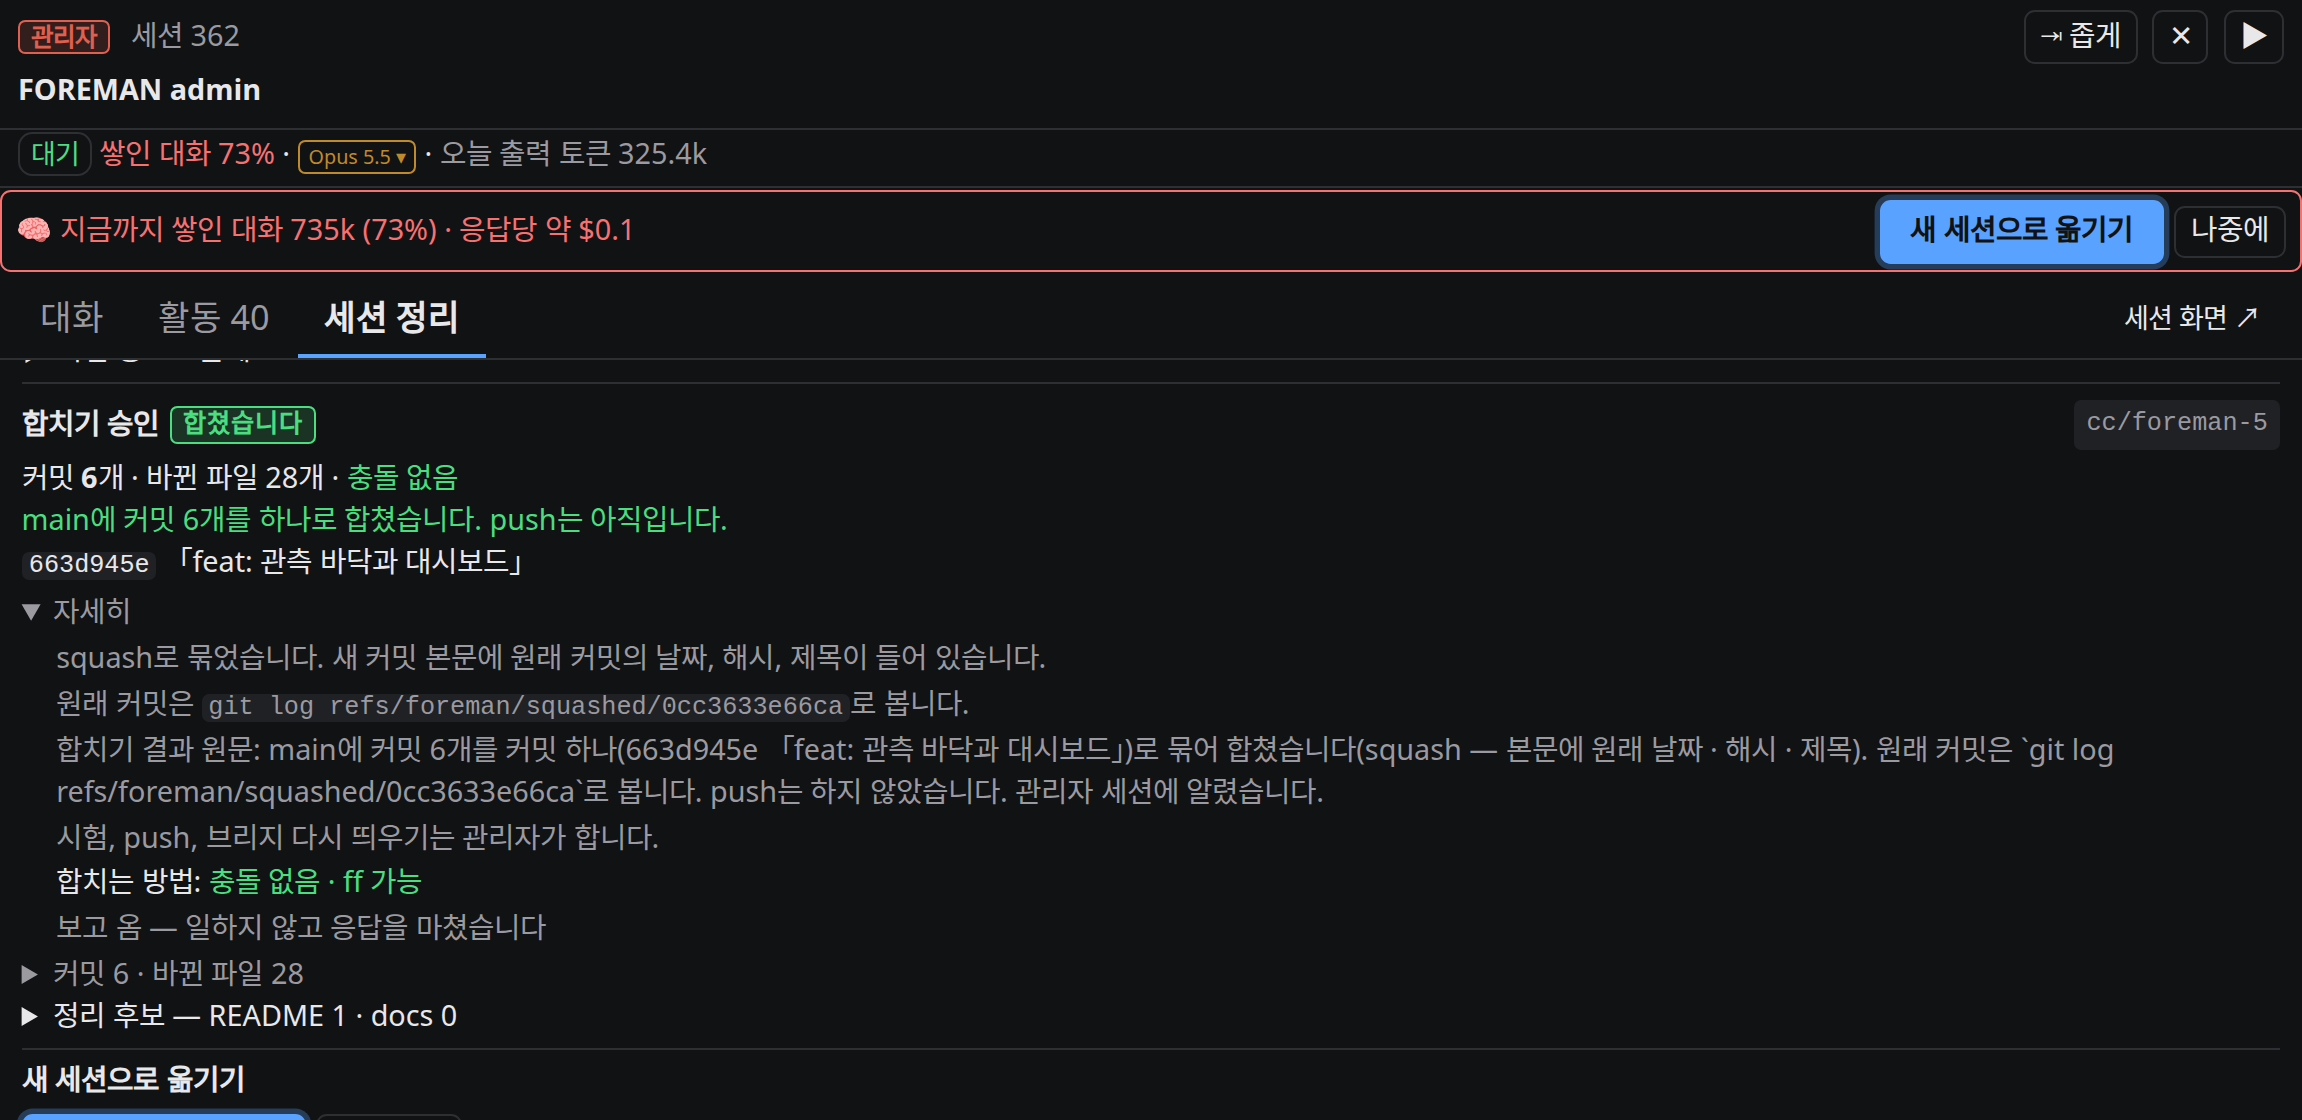 관리자 세션 362
⇥ 좁게 ✕ ▶
FOREMAN admin
대기 쌓인 대화 73% · Opus 5.5 ▾ · 오늘 출력 토큰 325.4k
🧠 지금까지 쌓인 대화 735k (73%) · 응답당 약 $0.1 새 세션으로 옮기기 나중에
대화 활동 40 세션 정리 세션 화면 ↗
합치기 승인 합쳤습니다 cc/foreman-5
커밋 6개 · 바뀐 파일 28개 · 충돌 없음
main에 커밋 6개를 하나로 합쳤습니다. push는 아직입니다.
663d945e 「feat: 관측 바닥과 대시보드」
▼ 자세히
squash로 묶었습니다. 새 커밋 본문에 원래 커밋의 날짜, 해시, 제목이 들어 있습니다.
원래 커밋은 git log refs/foreman/squashed/0cc3633e66ca로 봅니다.
합치기 결과 원문: main에 커밋 6개를 커밋 하나(663d945e 「feat: 관측 바닥과 대시보드」)로 묶어 합쳤습니다(squash — 본문에 원래 날짜 · 해시 · 제목). 원래 커밋은 `git log
refs/foreman/squashed/0cc3633e66ca`로 봅니다. push는 하지 않았습니다. 관리자 세션에 알렸습니다.
시험, push, 브리지 다시 띄우기는 관리자가 합니다.
합치는 방법: 충돌 없음 · ff 가능
보고 옴 — 일하지 않고 응답을 마쳤습니다
▶ 커밋 6 · 바뀐 파일 28
▶ 정리 후보 — README 1 · docs 0
새 세션으로 옮기기